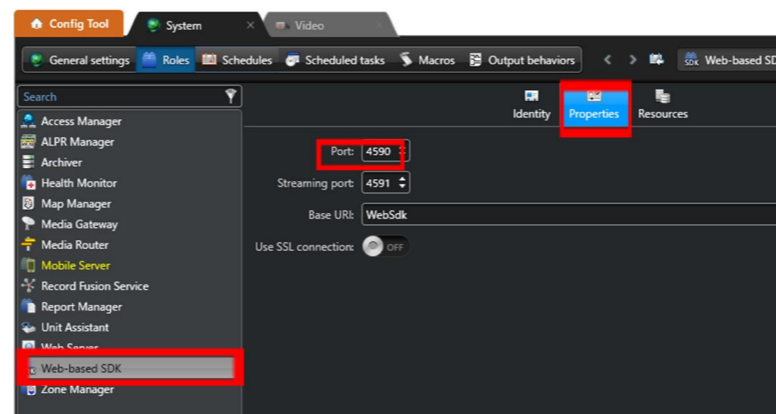 Config Tool System Video
General settings Roles Schedules Scheduled tasks Macros Output behaviors SDK Web-based SD
Search
Identity Properties Resources
Access Manager
ALPR Manager
Archiver
Health Monitor
Map Manager
Media Gateway
Media Router
Mobile Server
Record Fusion Service
Report Manager
Unit Assistant
Web Server
Web-based SDK
Zone Manager
Port: 4590
Streaming port: 4591
Base URI: WebSdk
Use SSL connection: OFF